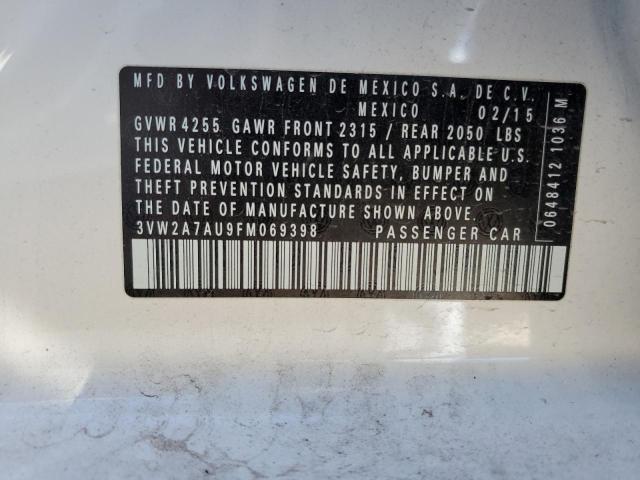 MFD BY VOLKSWAGEN DE MEXICO S.A. DE C.V.
MEXICO 02/15
GVWR 4255 GAWR FRONT 2315 / REAR 2050 LBS
THIS VEHICLE CONFORMS TO ALL APPLICABLE U.S.
FEDERAL MOTOR VEHICLE SAFETY, BUMPER AND
THEFT PREVENTION STANDARDS IN EFFECT ON
THE DATE OF MANUFACTURE SHOWN ABOVE.
3VW2A7AU9FM069398 PASSENGER CAR
0648412 1036 M